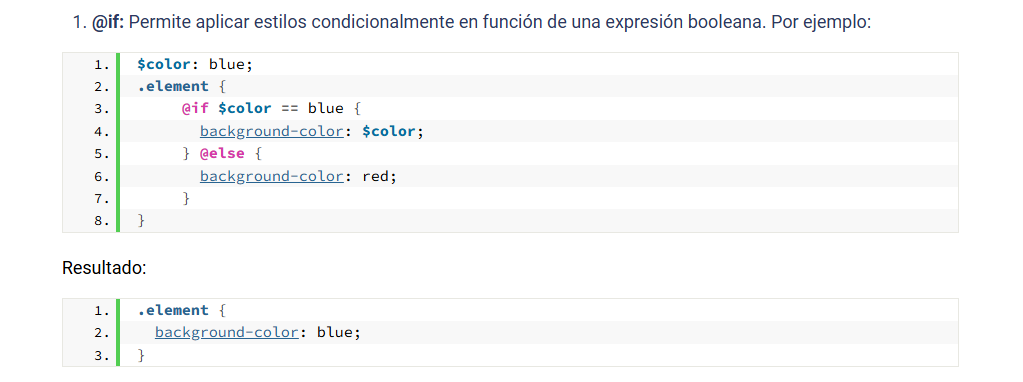 1. @if: Permite aplicar estilos condicionalmente en función de una expresión booleana. Por ejemplo:
1. $color: blue;
2. .element {
3. @if $color == blue {
4. background-color: $color;
5. } @else {
6. background-color: red;
7. }
8. }
Resultado:
1. .element {
2. background-color: blue;
3. }